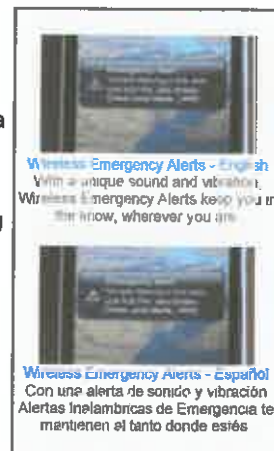 a
Wireless Emergency Alerts - English
With a unique sound and vibration,
Wireless Emergency Alerts keep you in
the know, wherever you are
g
Wireless Emergency Alerts - Español
Con una alerta de sonido y vibración
Alertas Inalambricas de Emergencia te
mantienen al tanto donde estés